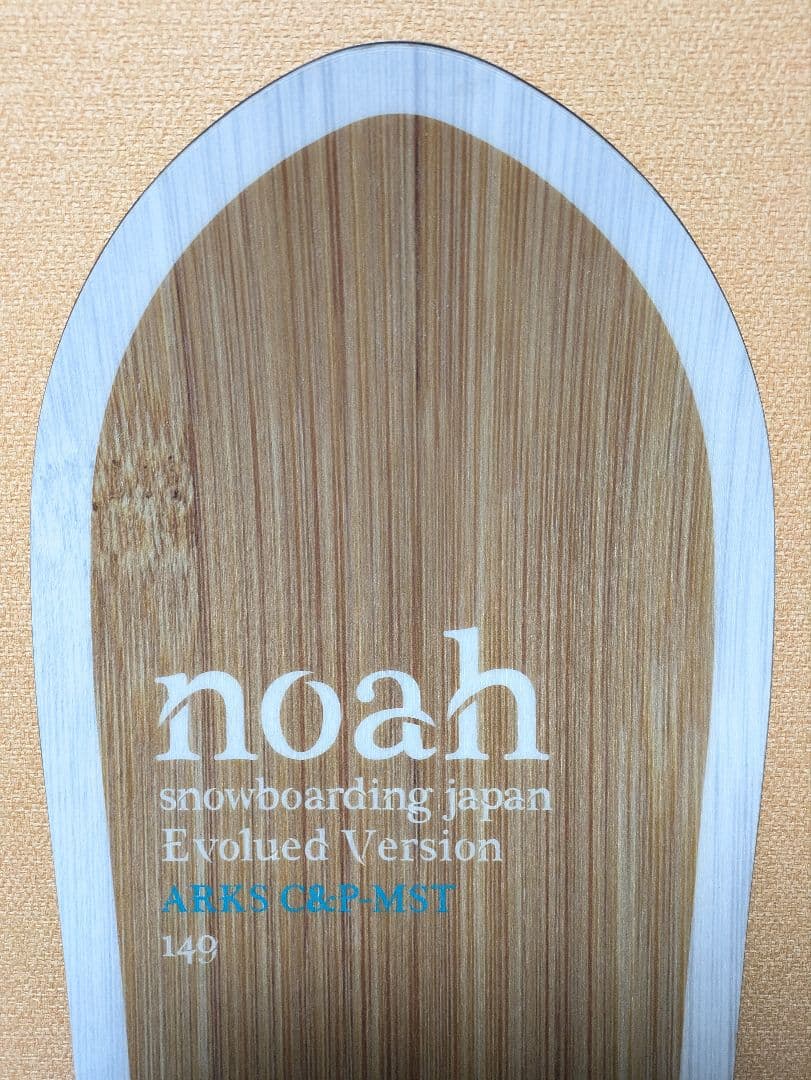 noah
snowboarding japan
Evolued Version
ARKS C&P-MST
149